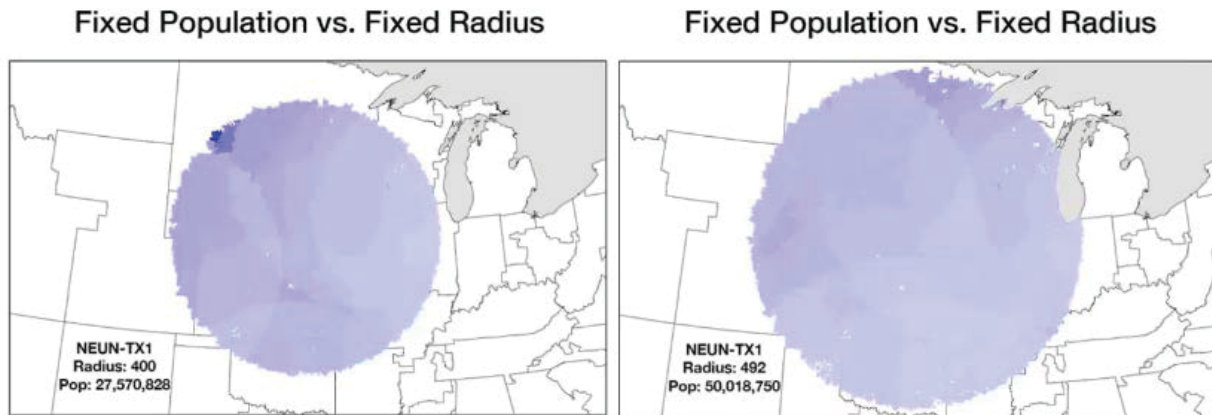 Fixed Population vs. Fixed Radius
NEUN-TX1
Radius: 400
Pop: 27,570,828
Fixed Population vs. Fixed Radius
NEUN-TX1
Radius: 492
Pop: 50,018,750